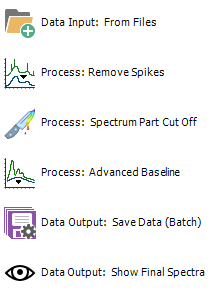 Data Input: From Files
Process: Remove Spikes
Process: Spectrum Part Cut Off
Process: Advanced Baseline
Data Output: Save Data (Batch)
Data Output: Show Final Spectra